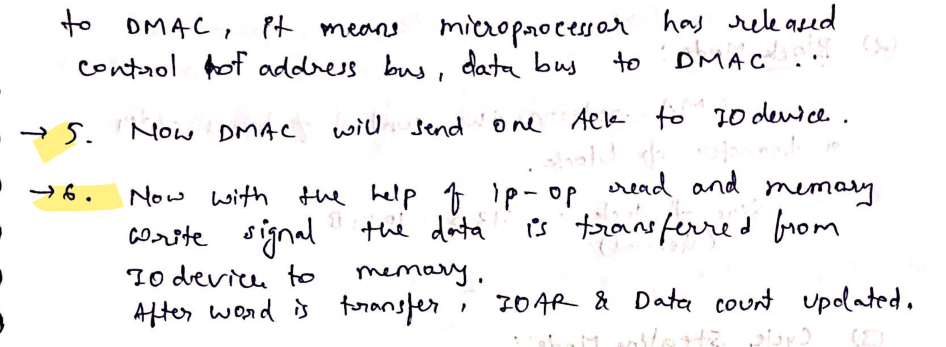 to DMAC, it means microprocessor has released
control of address bus, data bus to DMAC ..
→ 5. Now DMAC will send one Ack to IO device.
→ 6. Now with the help of ip-op read and memory
write signal the data is transferred from
IO device to memory.
After word is transfer, IOAR & Data count updated.